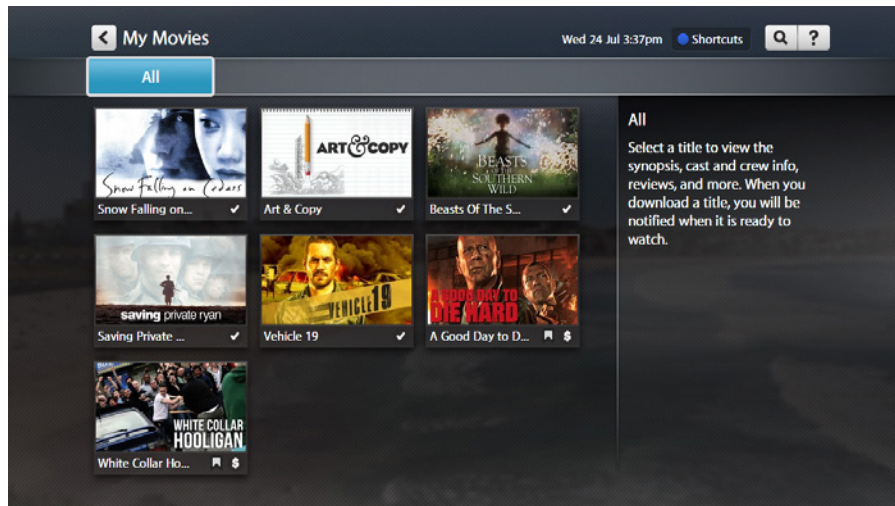 My Movies
Wed 24 Jul 3:37pm
Shortcuts
?
All
Snow Falling on Cedars
Snow Falling on...
ART&COPY
Art & Copy
BEASTS
OF THE
SOUTHERN
WILD
Beasts Of The S...
saving private ryan
Saving Private ...
VEHICLE 19
Vehicle 19
A GOOD DAY TO
DIE HARD
A Good Day to D...
$
WHITE COLLAR
HOOLIGAN
White Collar Ho...
$
All
Select a title to view the
synopsis, cast and crew info,
reviews, and more. When you
download a title, you will be
notified when it is ready to
watch.